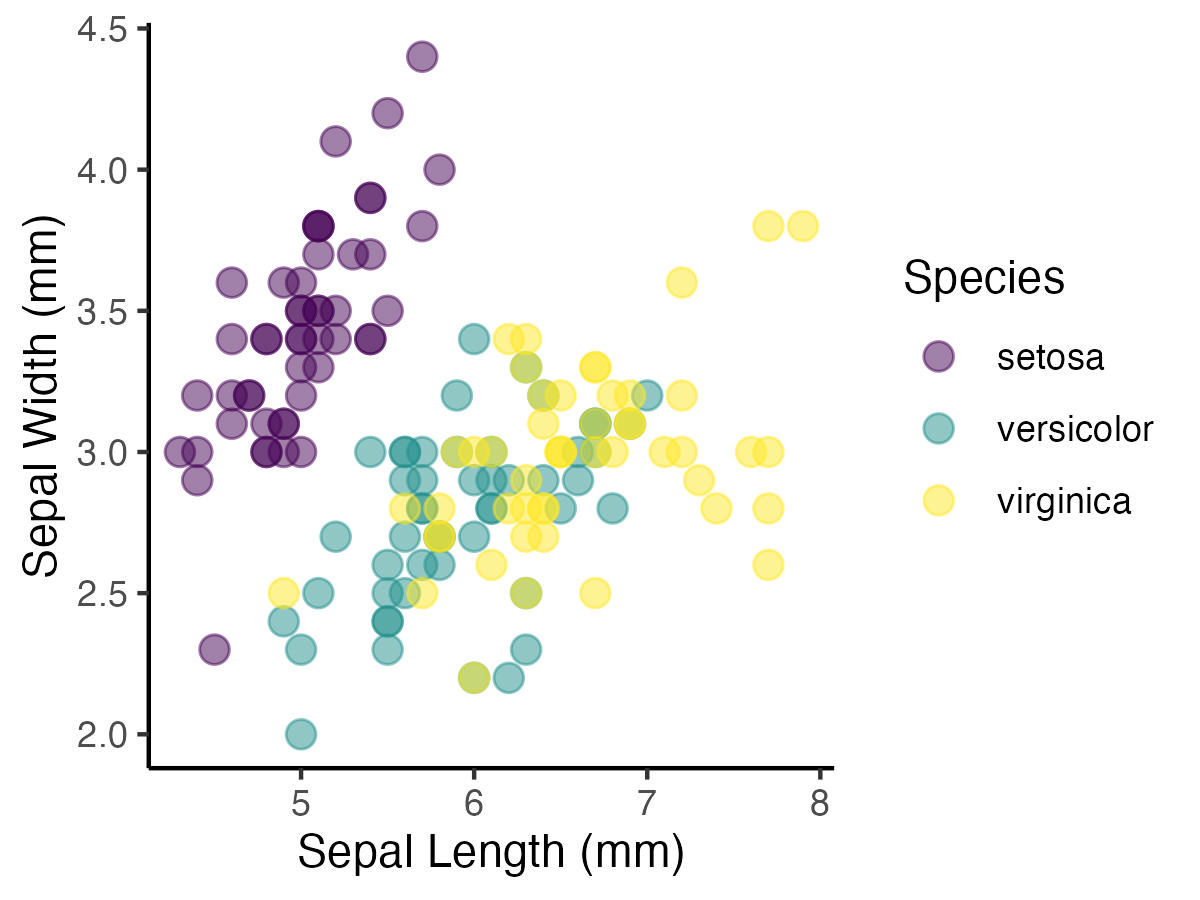 4.5
4.0
3.5
3.0
2.5
2.0
Sepal Width (mm)
5 6 7 8
Sepal Length (mm)
Species
setosa
versicolor
virginica